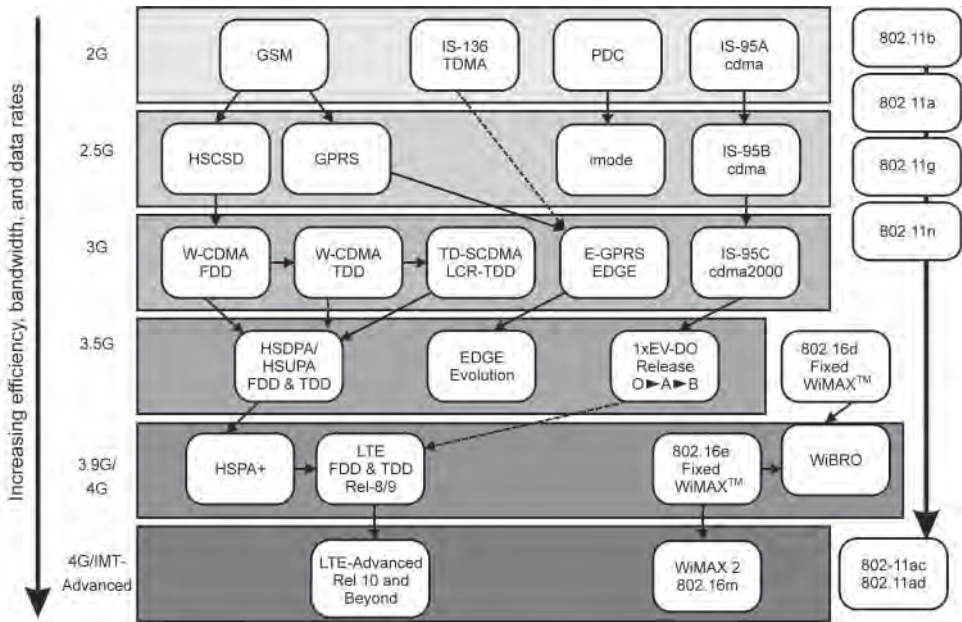 Increasing efficiency, bandwidth, and data rates
2G
GSM
IS-136
TDMA
PDC
IS-95A
cdma
802.11b
802.11a
2.5G
HSCSD
GPRS
imode
IS-95B
cdma
802.11g
802.11n
3G
W-CDMA
FDD
W-CDMA
TDD
TD-SCDMA
LCR-TDD
E-GPRS
EDGE
IS-95C
cdma2000
3.5G
HSDPA/
HSUPA
FDD & TDD
EDGE
Evolution
1xEV-DO
Release
O►A►B
802.16d
Fixed
WiMAX™
3.9G/
4G
HSPA+
LTE
FDD & TDD
Rel-8/9
802.16e
Fixed
WiMAX™
WiBRO
4G/IMT-
Advanced
LTE-Advanced
Rel 10 and
Beyond
WiMAX 2
802.16m
802-11ac
802.11ad